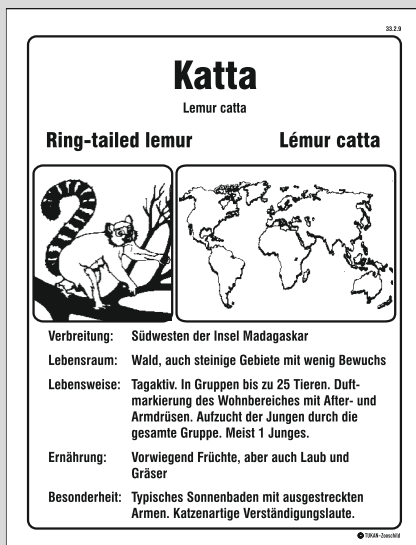 33.2.9
Katta
Lemur catta
Ring-tailed lemur Lémur catta
Verbreitung: Südwesten der Insel Madagaskar
Lebensraum: Wald, auch steinige Gebiete mit wenig Bewuchs
Lebensweise: Tagaktiv. In Gruppen bis zu 25 Tieren. Duft-
markierung des Wohnbereiches mit After- und
Armdrüsen. Aufzucht der Jungen durch die
gesamte Gruppe. Meist 1 Junges.
Ernährung: Vorwiegend Früchte, aber auch Laub und
Gräser
Besonderheit: Typisches Sonnenbaden mit ausgestreckten
Armen. Katzenartige Verständigungslaute.
TUKAN-Zooschild